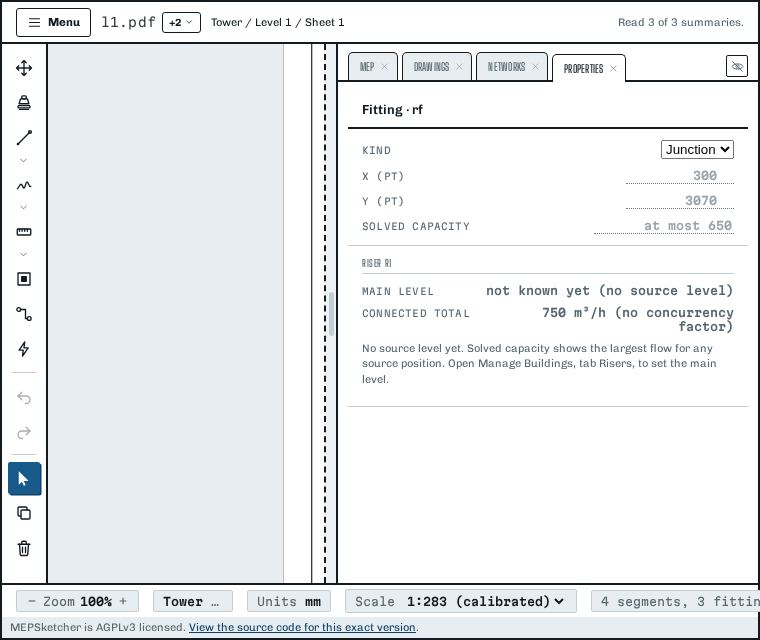 Menu l1.pdf +2 Tower / Level 1 / Sheet 1 Read 3 of 3 summaries.
MEP DRAWINGS NETWORKS PROPERTIES
Fitting · rf
KIND Junction
X (PT) 300
Y (PT) 3070
SOLVED CAPACITY at most 650
RISER R1
MAIN LEVEL not known yet (no source level)
CONNECTED TOTAL 750 m³/h (no concurrency
factor)
No source level yet. Solved capacity shows the largest flow for any
source position. Open Manage Buildings, tab Risers, to set the main
level.
− Zoom 100% + Tower … Units mm Scale 1:283 (calibrated) 4 segments, 3 fittin
MEPSketcher is AGPLv3 licensed. View the source code for this exact version.